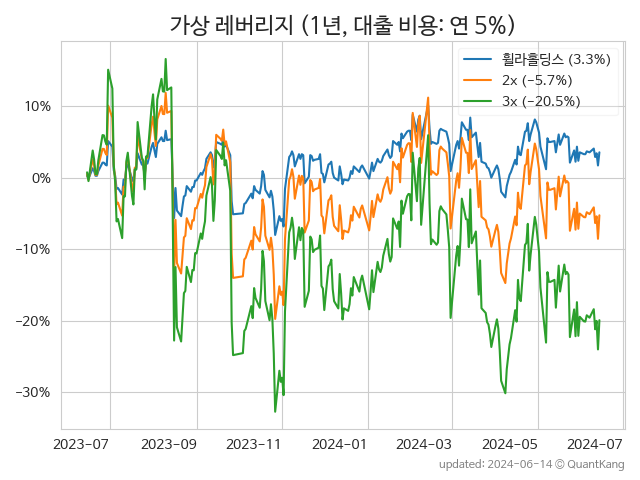 가상 레버리지 (1년, 대출 비용: 연 5%)
휠라홀딩스 (3.3%)
2x (−5.7%)
3x (−20.5%)
10%
0%
−10%
−20%
−30%
2023-07 2023-09 2023-11 2024-01 2024-03 2024-05 2024-07
updated: 2024-06-14 © QuantKang